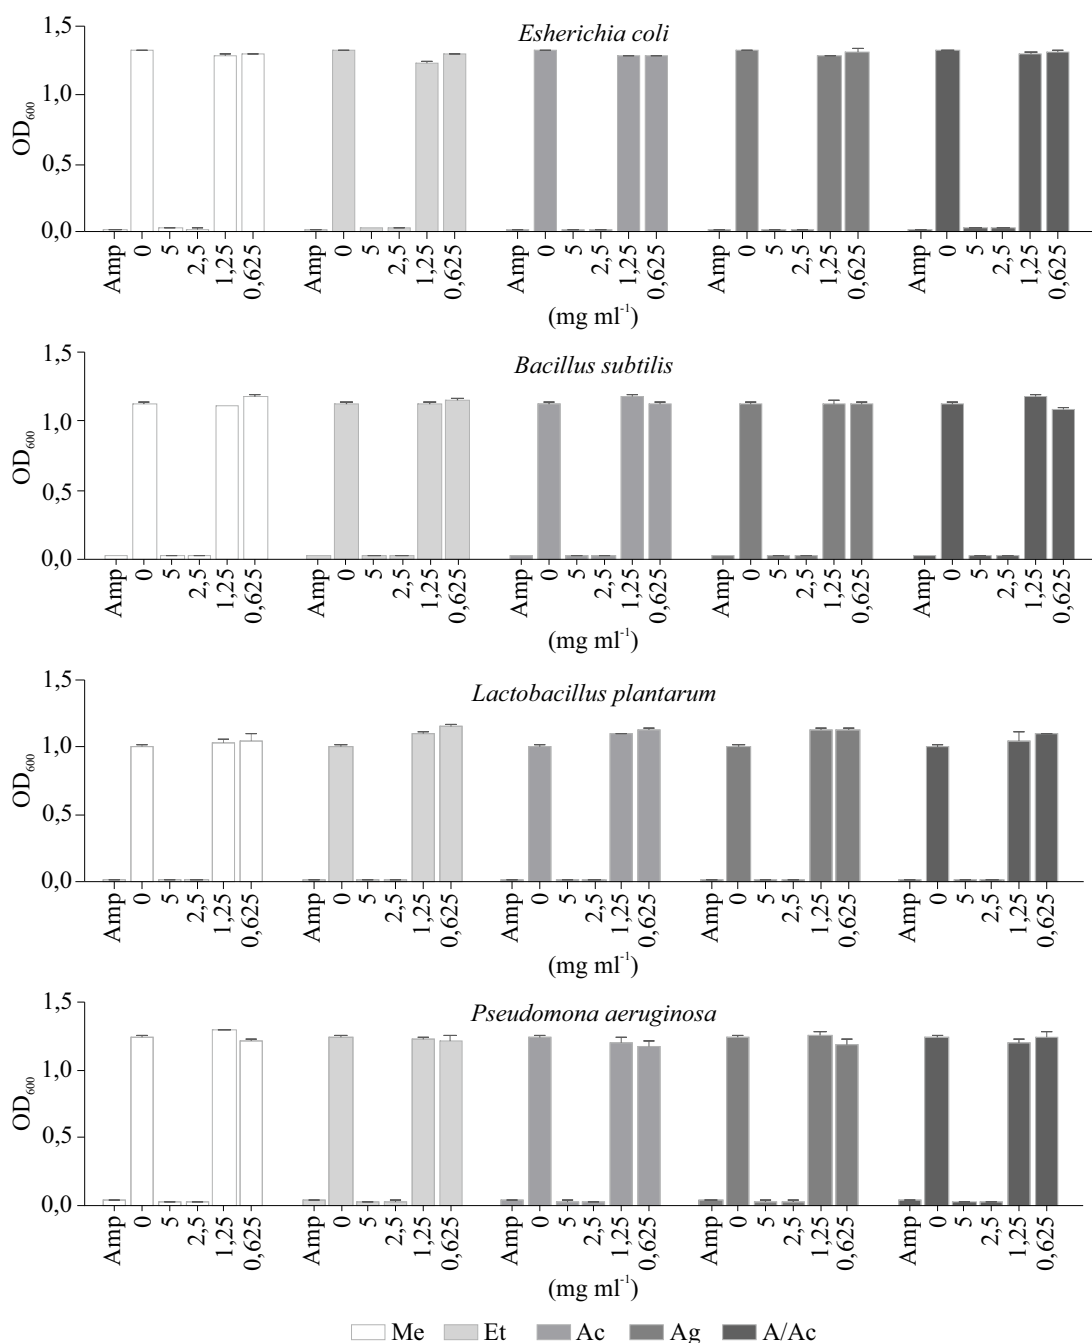 Esherichia coli
1,5
1,0
0,5
0,0
OD600
Amp 0 5 2,5 1,25 0,625 Amp 0 5 2,5 1,25 0,625 Amp 0 5 2,5 1,25 0,625 Amp 0 5 2,5 1,25 0,625 Amp 0 5 2,5 1,25 0,625
(mg ml-1)
Bacillus subtilis
1,5
1,0
0,5
0,0
OD600
Amp 0 5 2,5 1,25 0,625 Amp 0 5 2,5 1,25 0,625 Amp 0 5 2,5 1,25 0,625 Amp 0 5 2,5 1,25 0,625 Amp 0 5 2,5 1,25 0,625
(mg ml-1)
Lactobacillus plantarum
1,5
1,0
0,5
0,0
OD600
Amp 0 5 2,5 1,25 0,625 Amp 0 5 2,5 1,25 0,625 Amp 0 5 2,5 1,25 0,625 Amp 0 5 2,5 1,25 0,625 Amp 0 5 2,5 1,25 0,625
(mg ml-1)
Pseudomona aeruginosa
1,5
1,0
0,5
0,0
OD600
Amp 0 5 2,5 1,25 0,625 Amp 0 5 2,5 1,25 0,625 Amp 0 5 2,5 1,25 0,625 Amp 0 5 2,5 1,25 0,625 Amp 0 5 2,5 1,25 0,625
(mg ml-1)
Me Et Ac Ag A/Ac